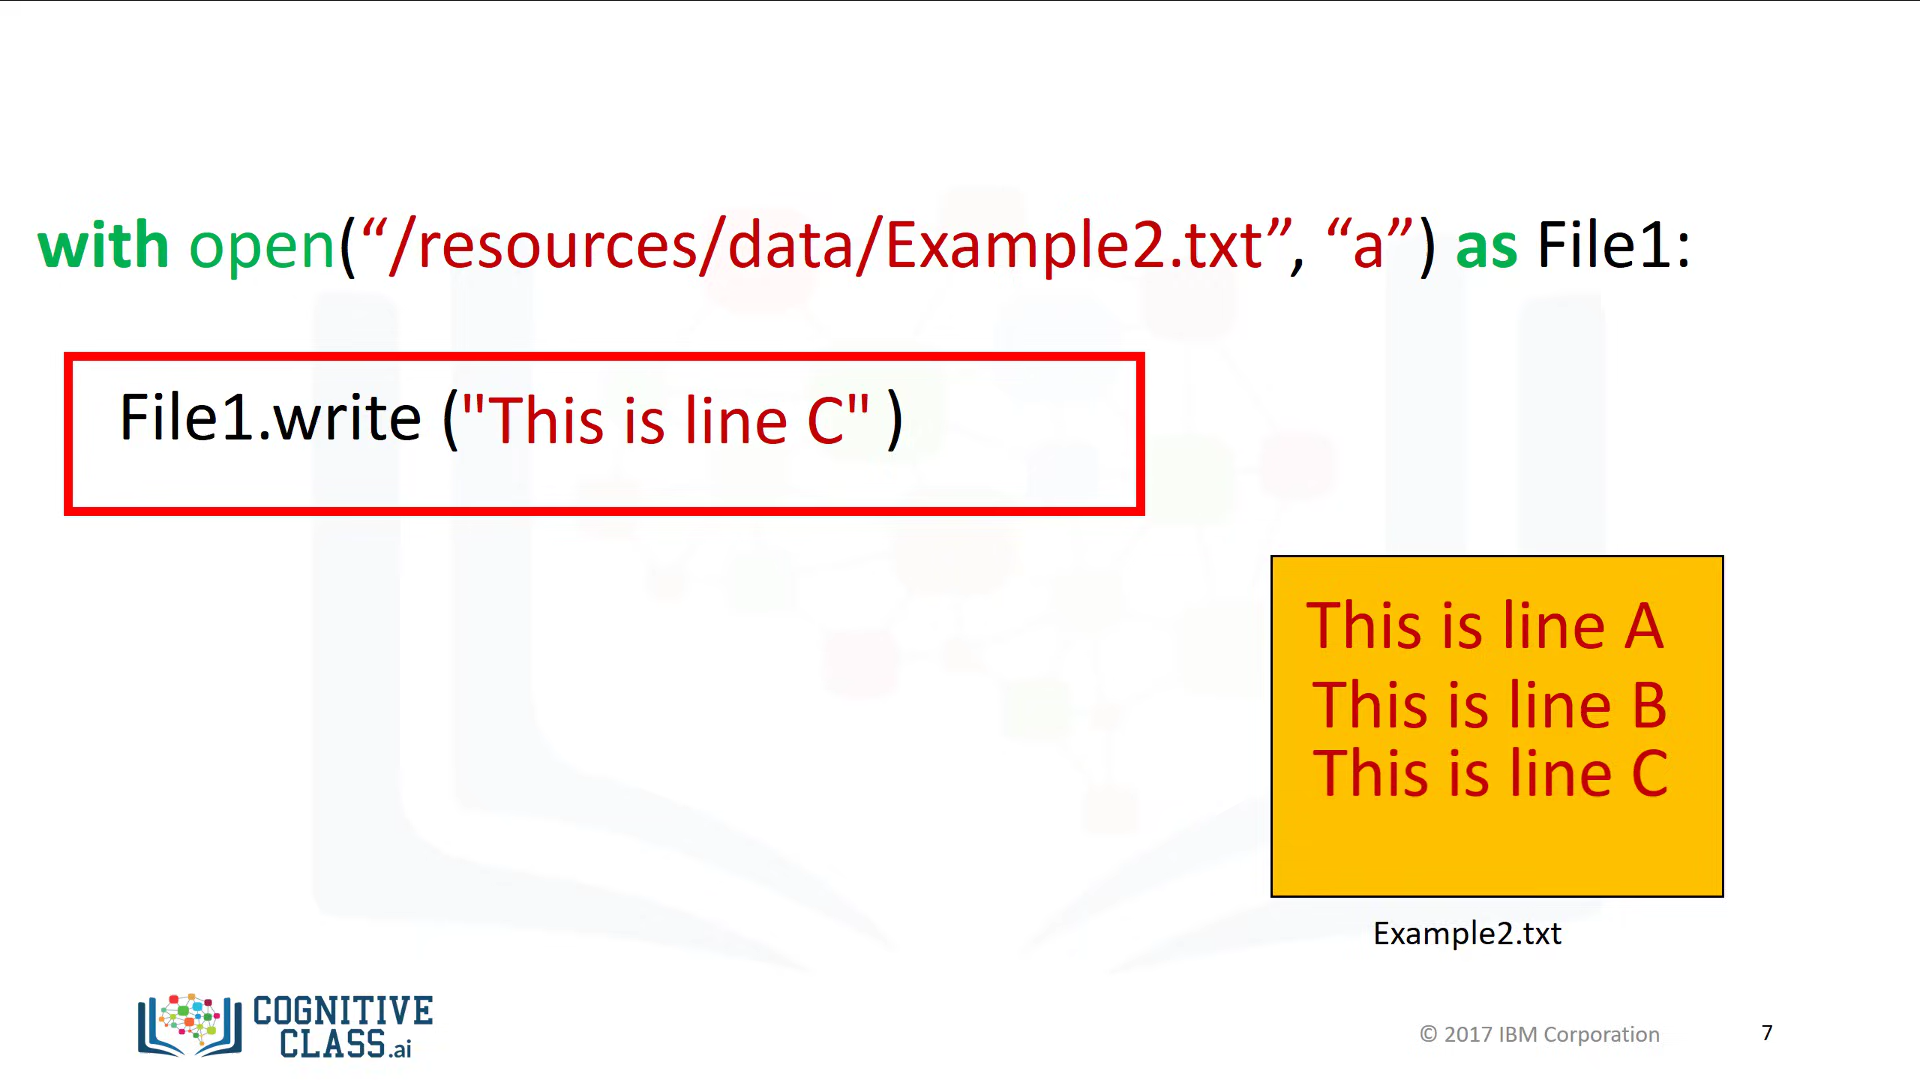 with open(“/resources/data/Example2.txt”, “a”) as File1:
File1.write ("This is line C" )
This is line A
This is line B
This is line C
Example2.txt
COGNITIVE
CLASS.ai
© 2017 IBM Corporation
7